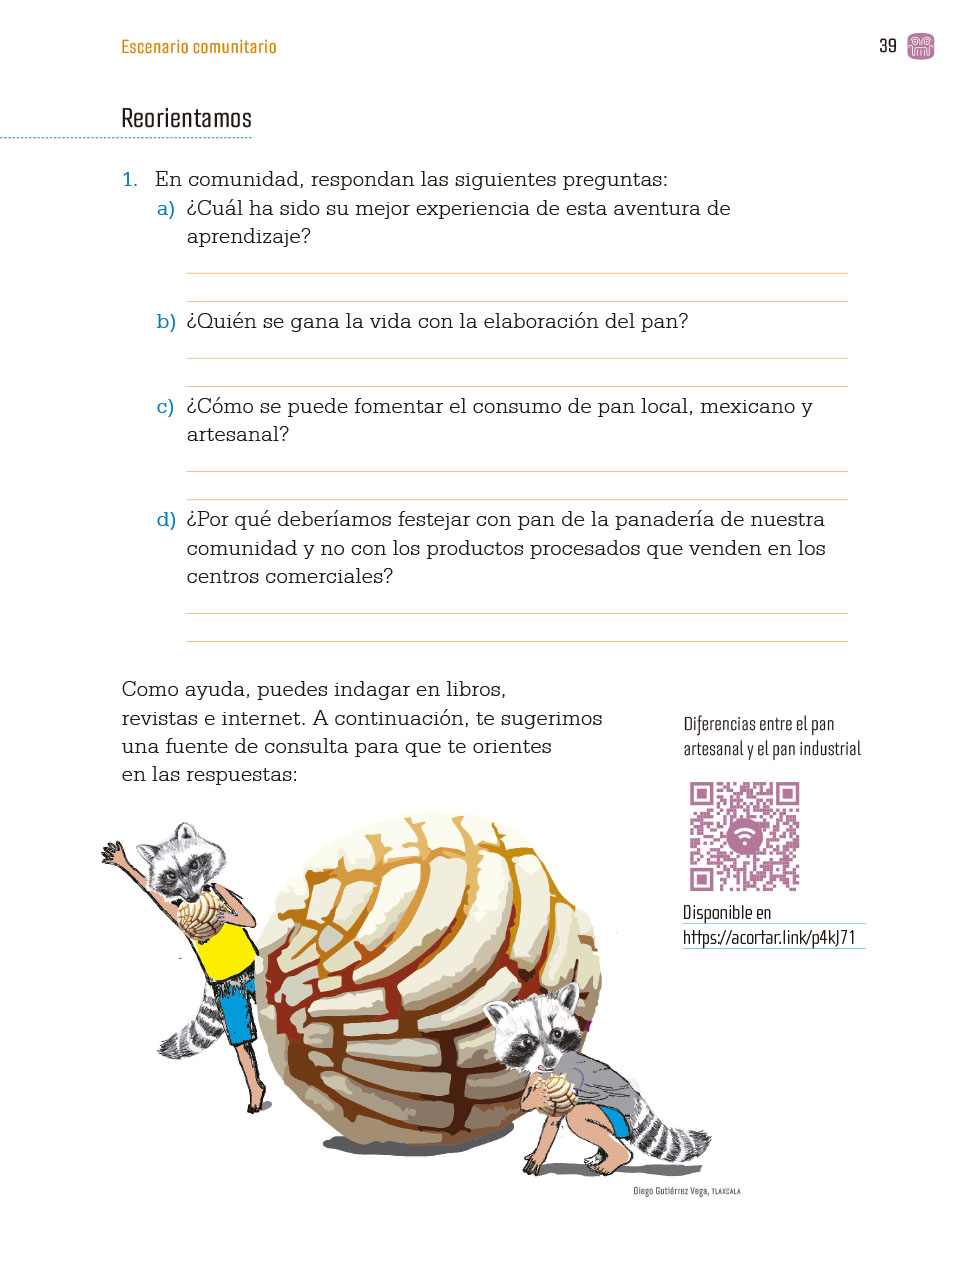 Escenario comunitario
39
Reorientamos
1. En comunidad, respondan las siguientes preguntas:
a) ¿Cuál ha sido su mejor experiencia de esta aventura de
aprendizaje?
b) ¿Quién se gana la vida con la elaboración del pan?
c) ¿Cómo se puede fomentar el consumo de pan local, mexicano y
artesanal?
d) ¿Por qué deberíamos festejar con pan de la panadería de nuestra
comunidad y no con los productos procesados que venden en los
centros comerciales?
Como ayuda, puedes indagar en libros,
revistas e internet. A continuación, te sugerimos
una fuente de consulta para que te orientes
en las respuestas:
Diferencias entre el pan
artesanal y el pan industrial
Disponible en
https://acortar.link/p4kJ71
Diego Gutiérrez Vega, TLAXCALA